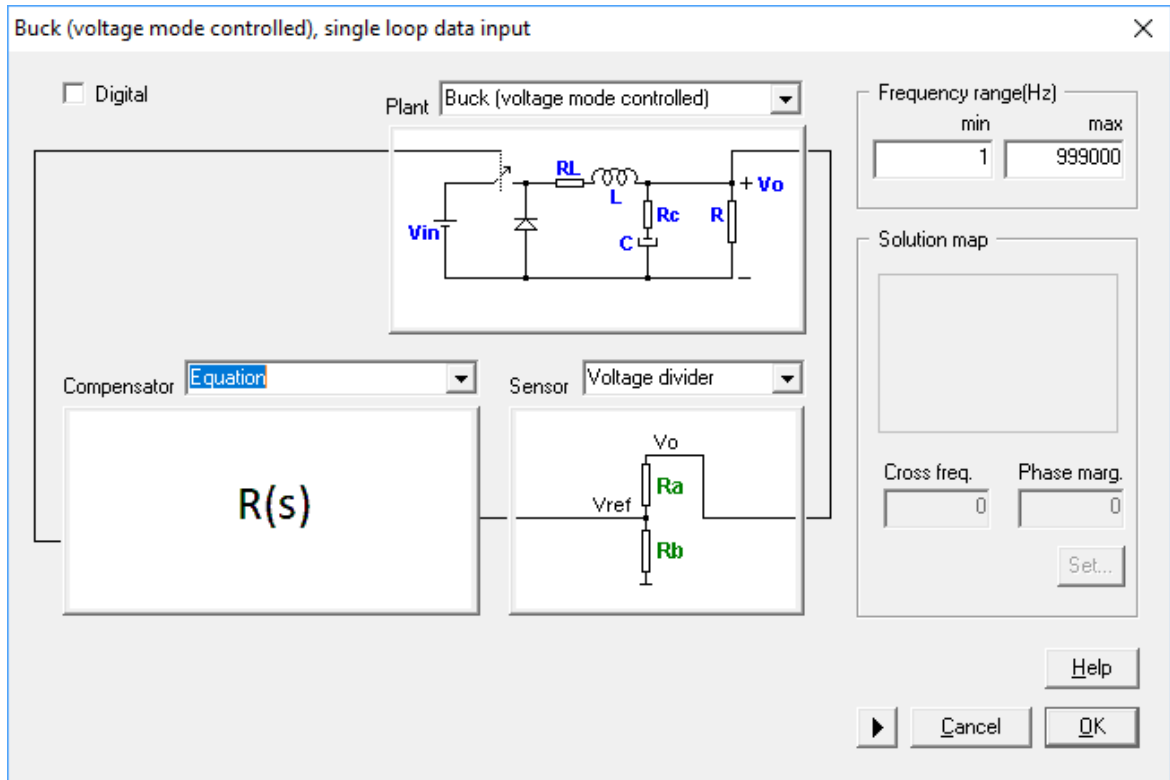 Buck (voltage mode controlled), single loop data input
Digital
Plant Buck (voltage mode controlled)
RL
L
Vin
Rc
C
R
+ Vo
−
Frequency range(Hz)
min max
1 999000
Solution map
Cross freq. Phase marg.
0 0
Set...
Compensator Equation
R(s)
Sensor Voltage divider
Vo
Ra
Vref
Rb
Help
Cancel OK